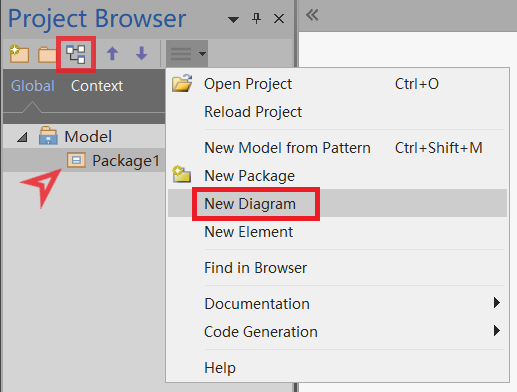 Project Browser
Global Context
Model
Package1
Open Project Ctrl+O
Reload Project
New Model from Pattern Ctrl+Shift+M
New Package
New Diagram
New Element
Find in Browser
Documentation
Code Generation
Help